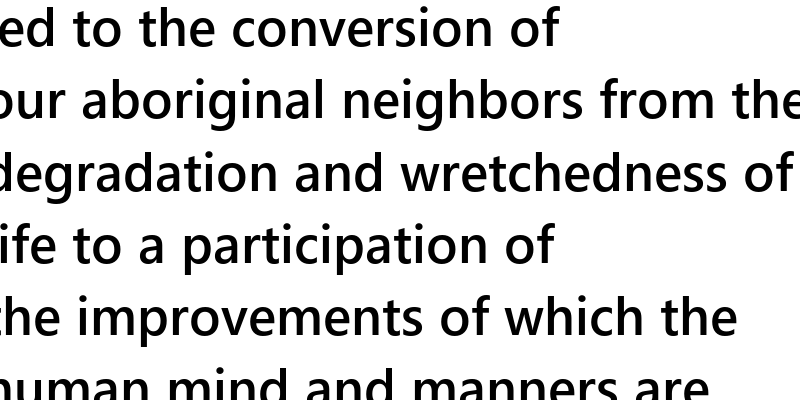 ed to the conversion of
our aboriginal neighbors from the
degradation and wretchedness of
life to a participation of
the improvements of which the
human mind and manners are